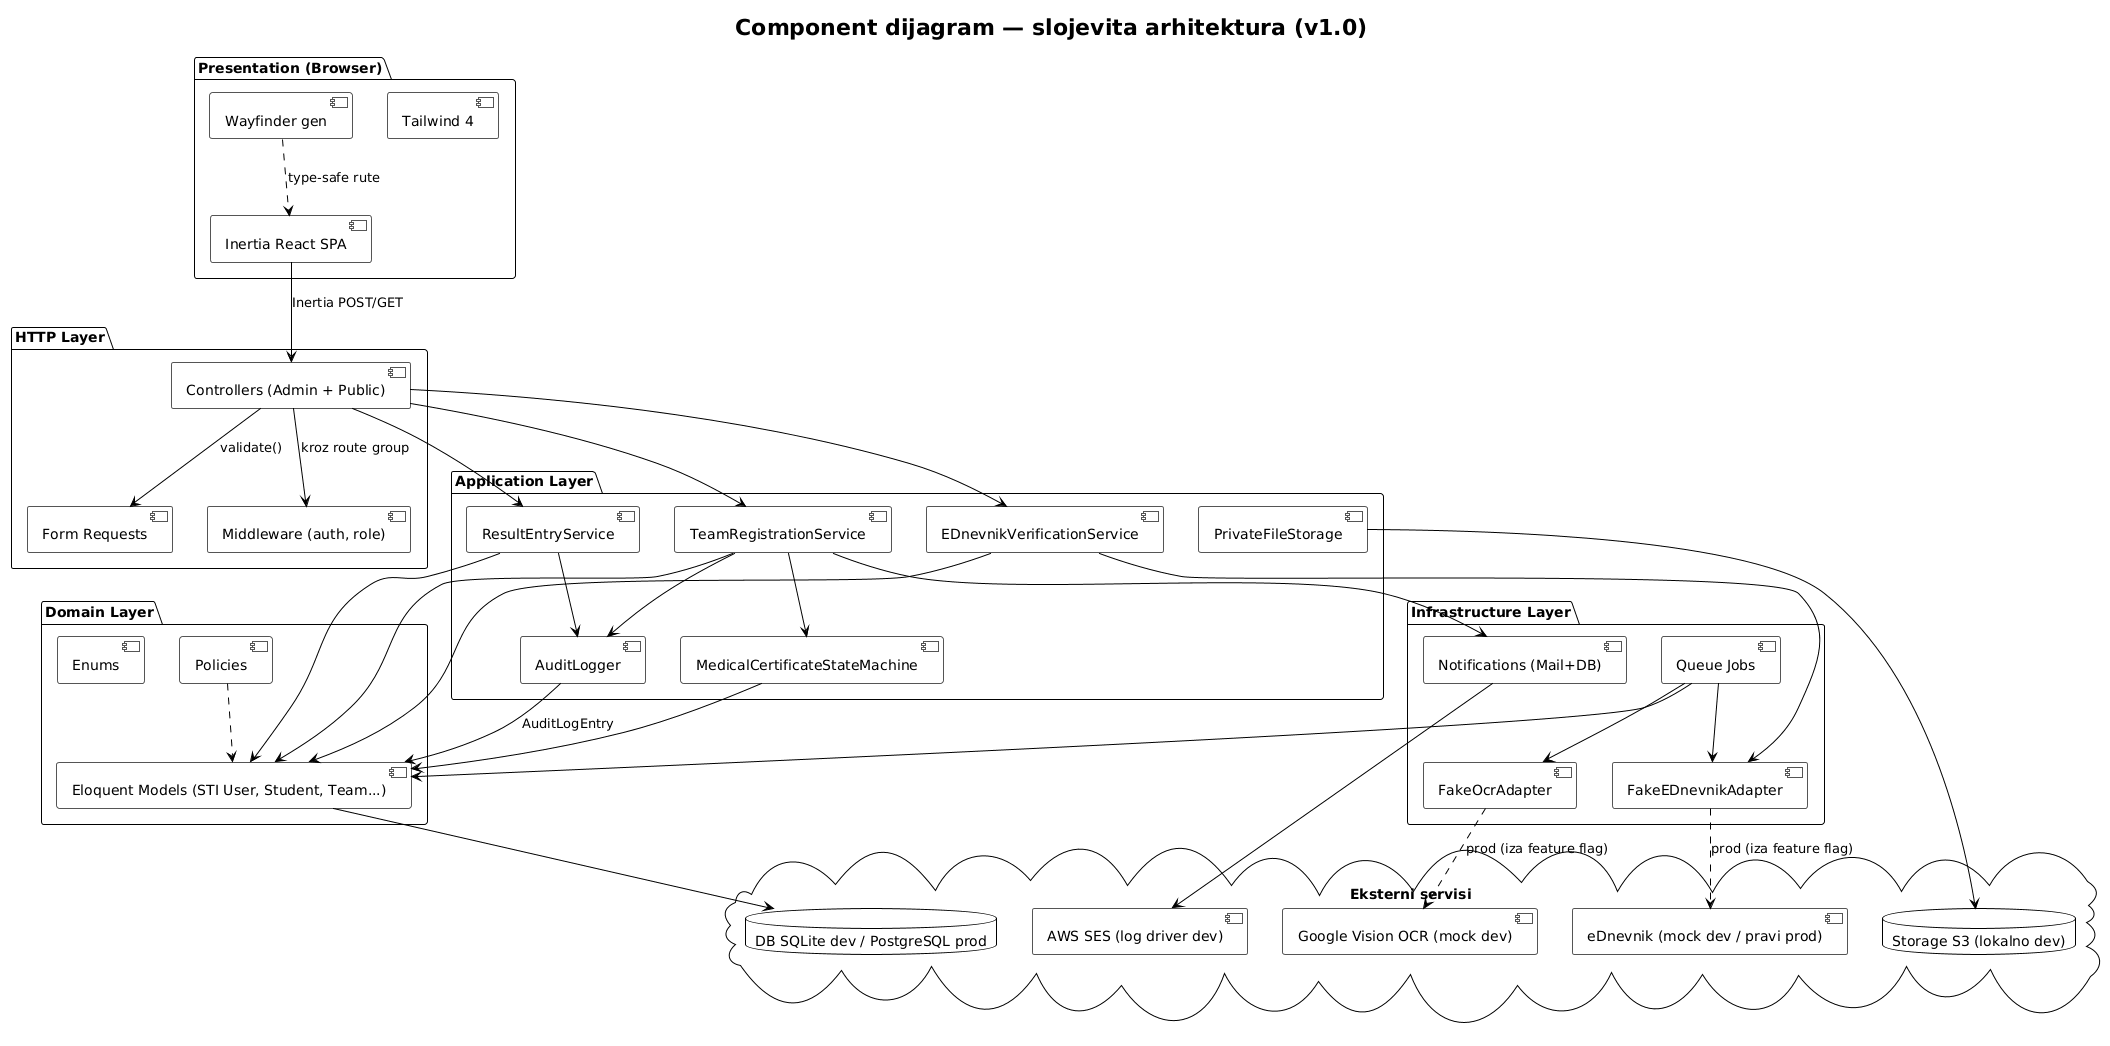 Component dijagram — slojevita arhitektura (v1.0)
Presentation (Browser)
Wayfinder gen
Tailwind 4
type-safe rute
Inertia React SPA
Inertia POST/GET
HTTP Layer
Controllers (Admin + Public)
validate()
kroz route group
Form Requests
Middleware (auth, role)
Application Layer
ResultEntryService
TeamRegistrationService
EDnevnikVerificationService
PrivateFileStorage
AuditLogger
MedicalCertificateStateMachine
AuditLogEntry
Domain Layer
Enums
Policies
Eloquent Models (STI User, Student, Team...)
Infrastructure Layer
Notifications (Mail+DB)
Queue Jobs
FakeOcrAdapter
FakeEDnevnikAdapter
prod (iza feature flag)
prod (iza feature flag)
Eksterni servisi
DB SQLite dev / PostgreSQL prod
AWS SES (log driver dev)
Google Vision OCR (mock dev)
eDnevnik (mock dev / pravi prod)
Storage S3 (lokalno dev)